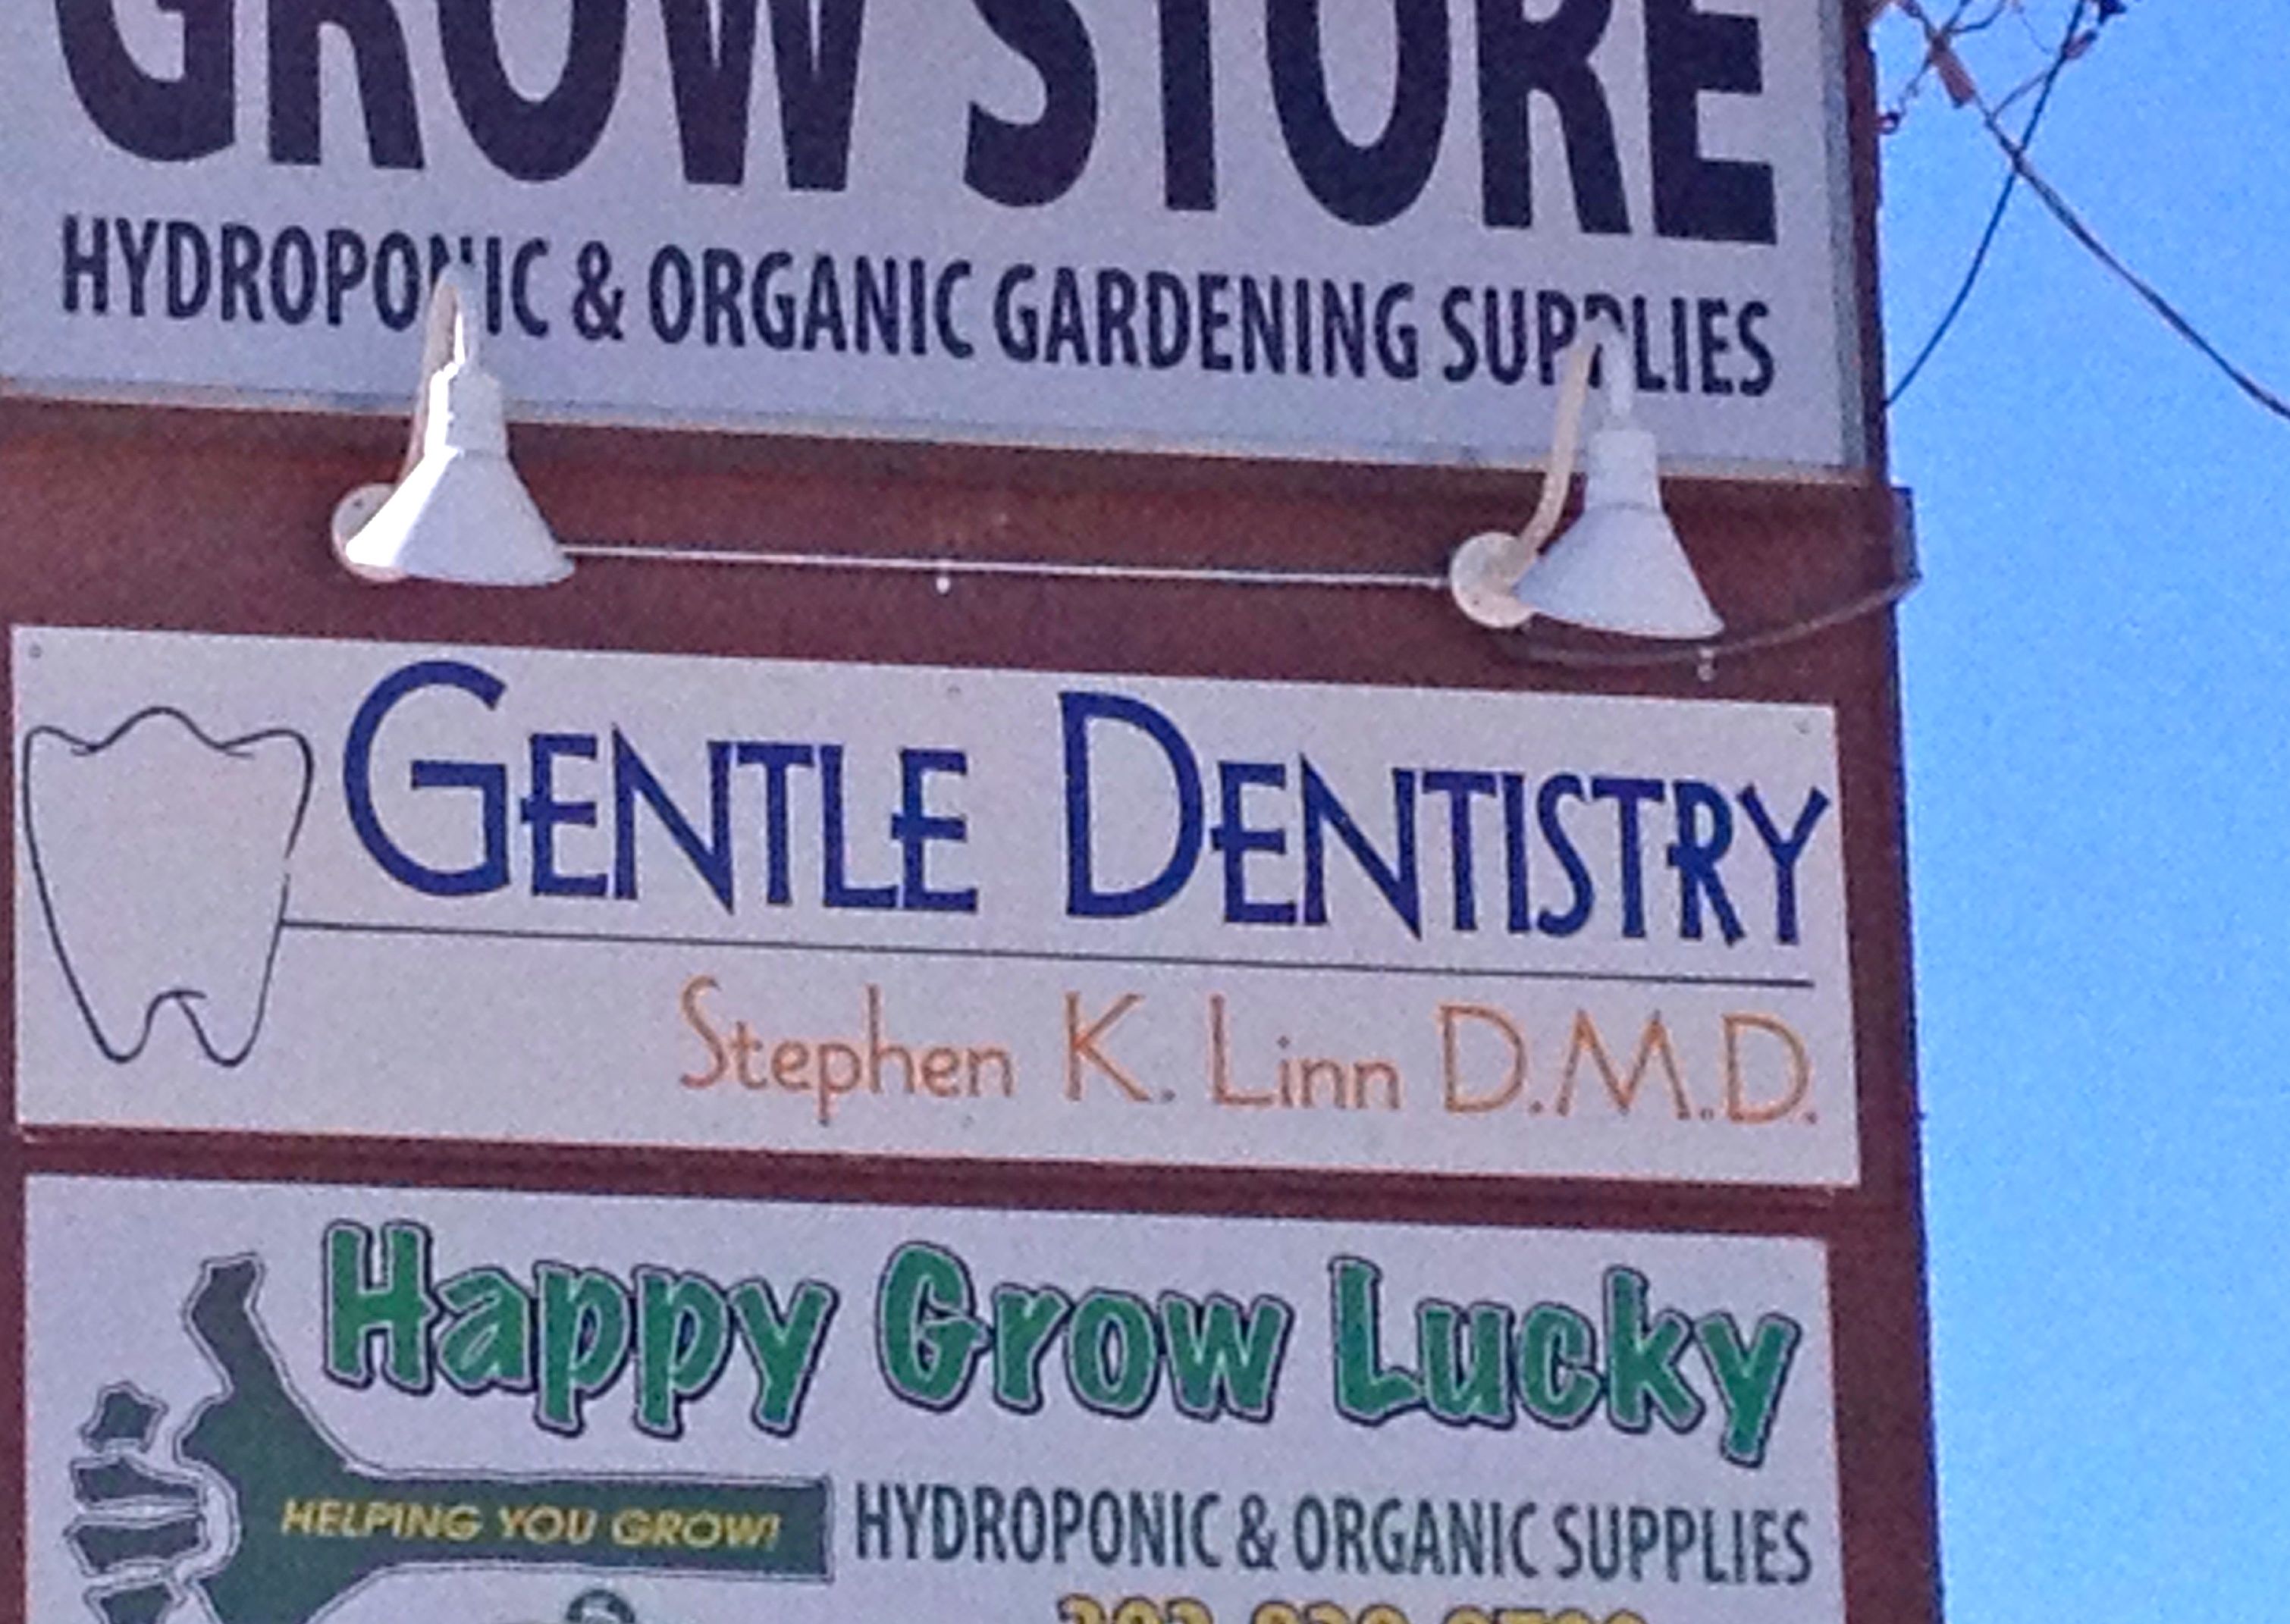 GROW STORE
HYDROPONIC & ORGANIC GARDENING SUPPLIES
GENTLE DENTISTRY
Stephen K. Linn D.M.D.
Happy Grow Lucky
HELPING YOU GROW!
HYDROPONIC & ORGANIC SUPPLIES